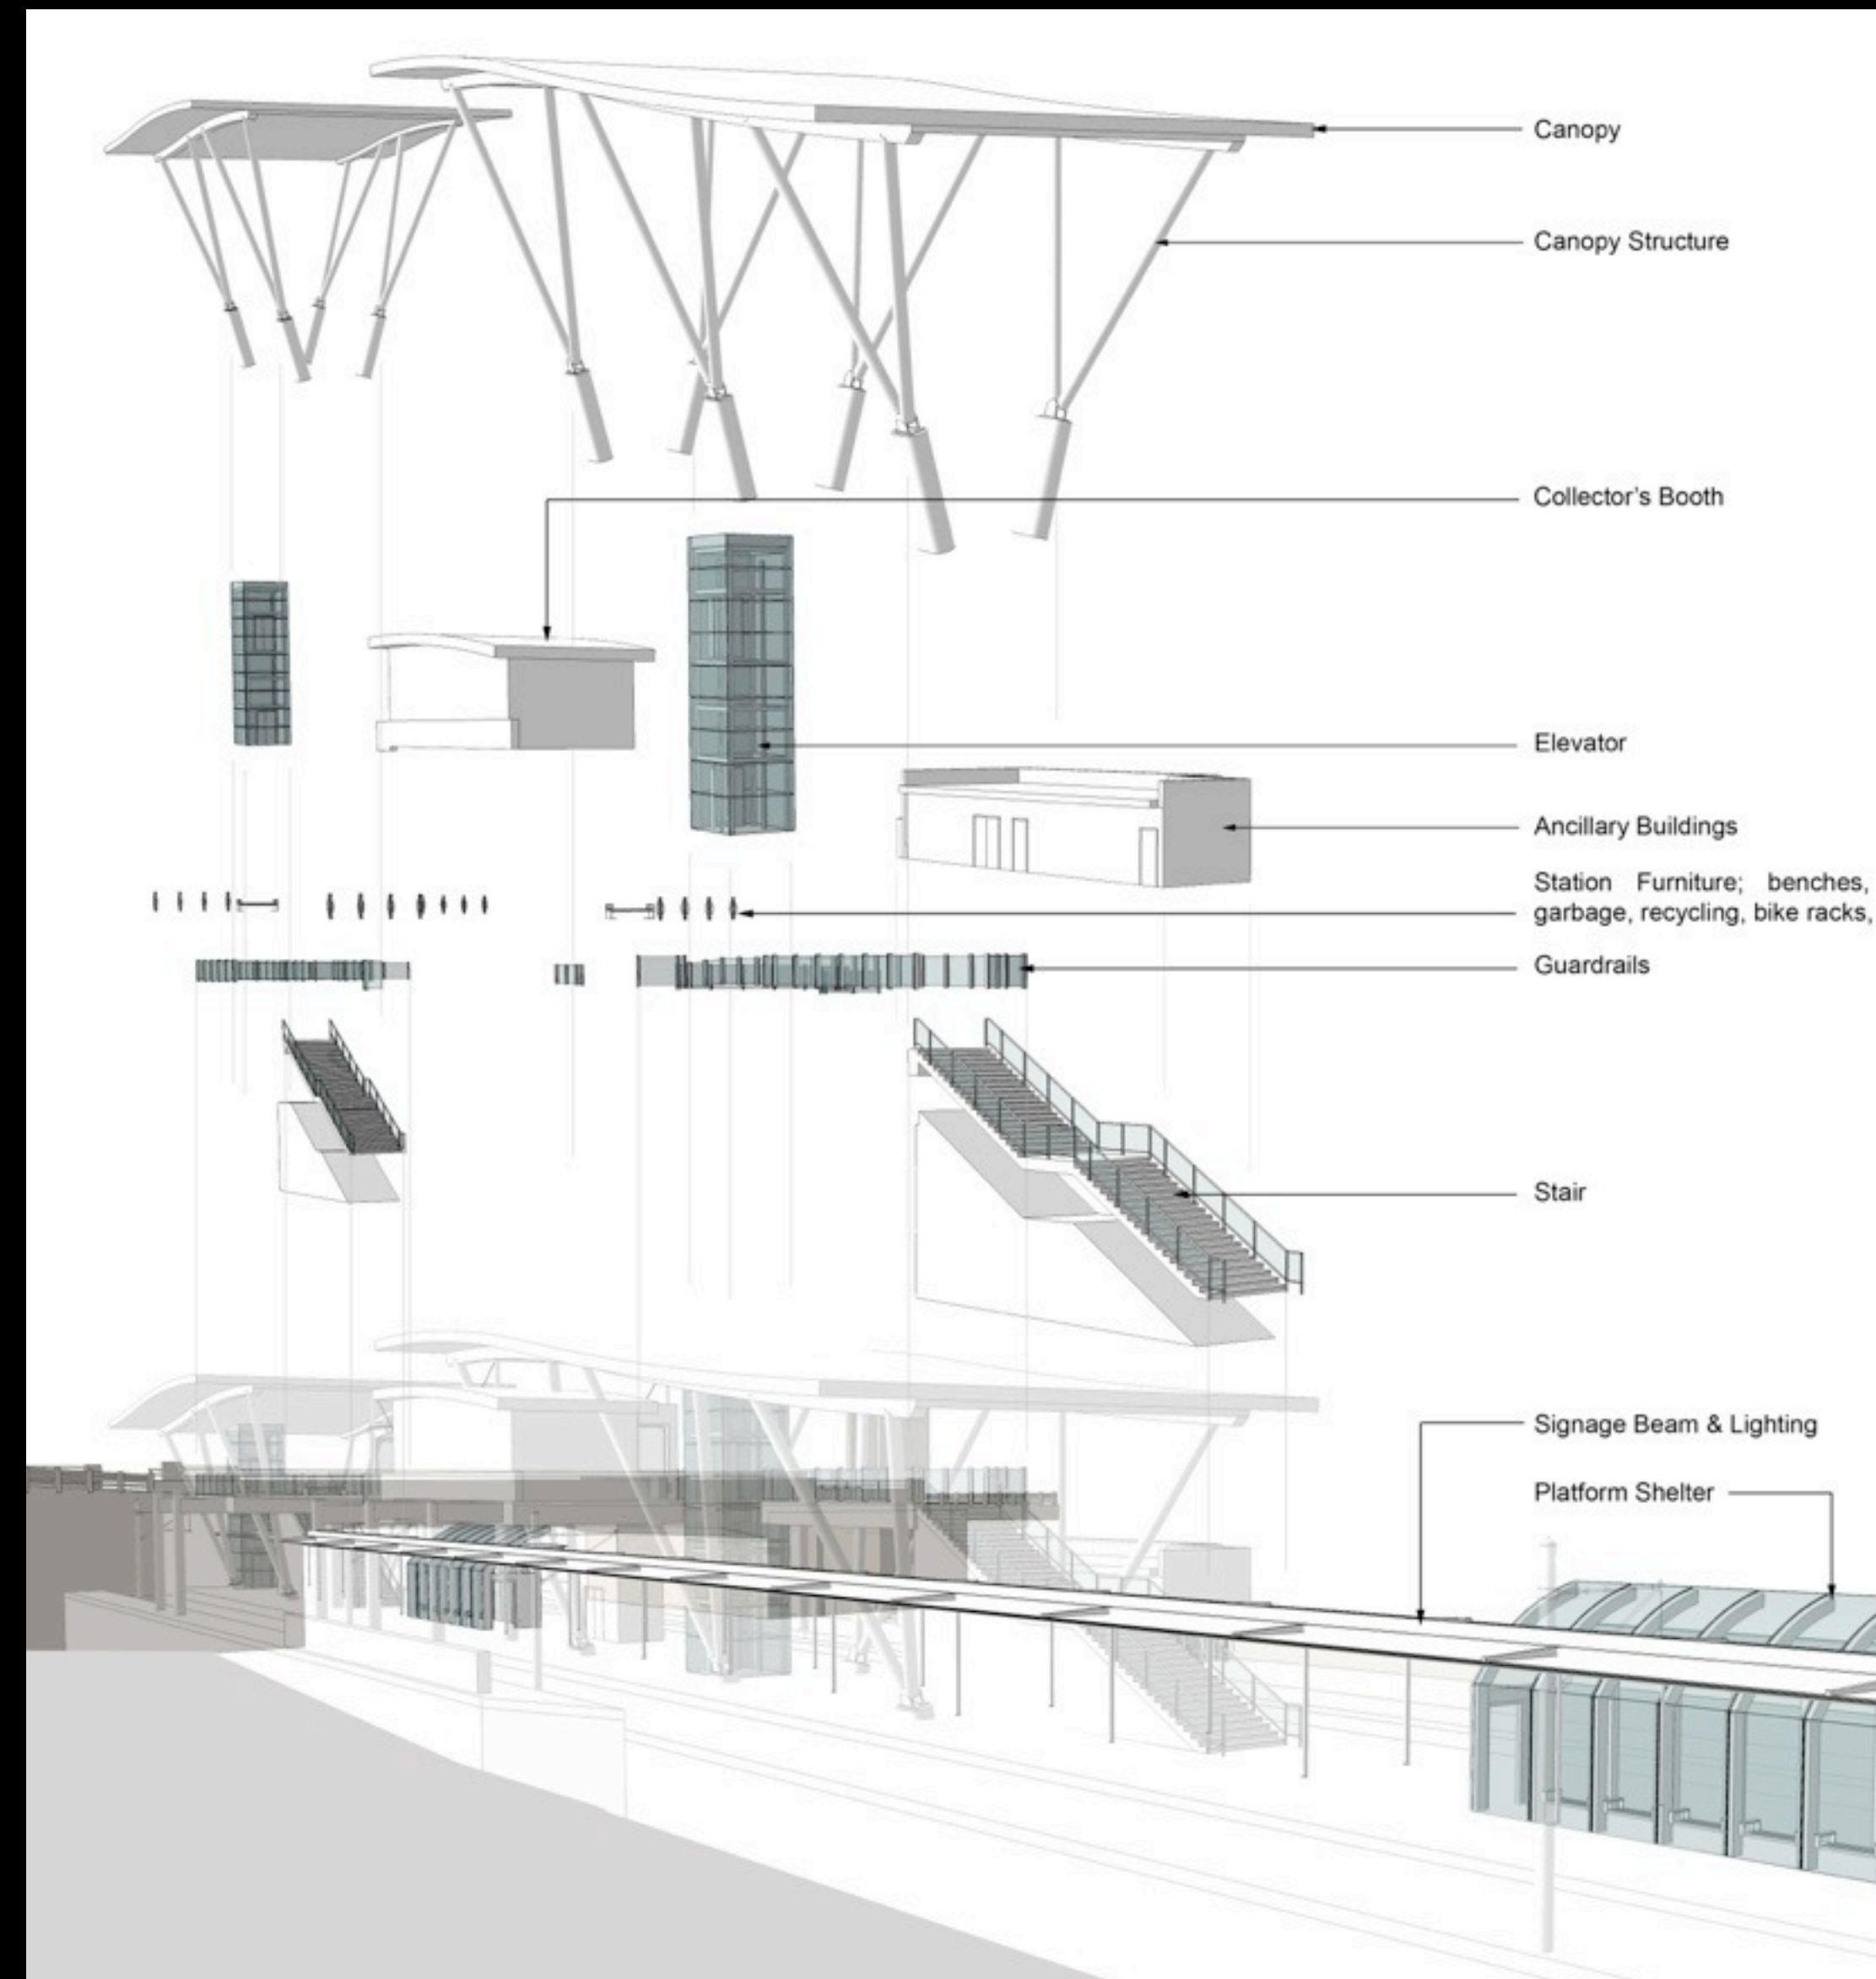 Canopy
Canopy Structure
Collector's Booth
Elevator
Ancillary Buildings
Station Furniture; benches,
garbage, recycling, bike racks,
Guardrails
Stair
Signage Beam & Lighting
Platform Shelter